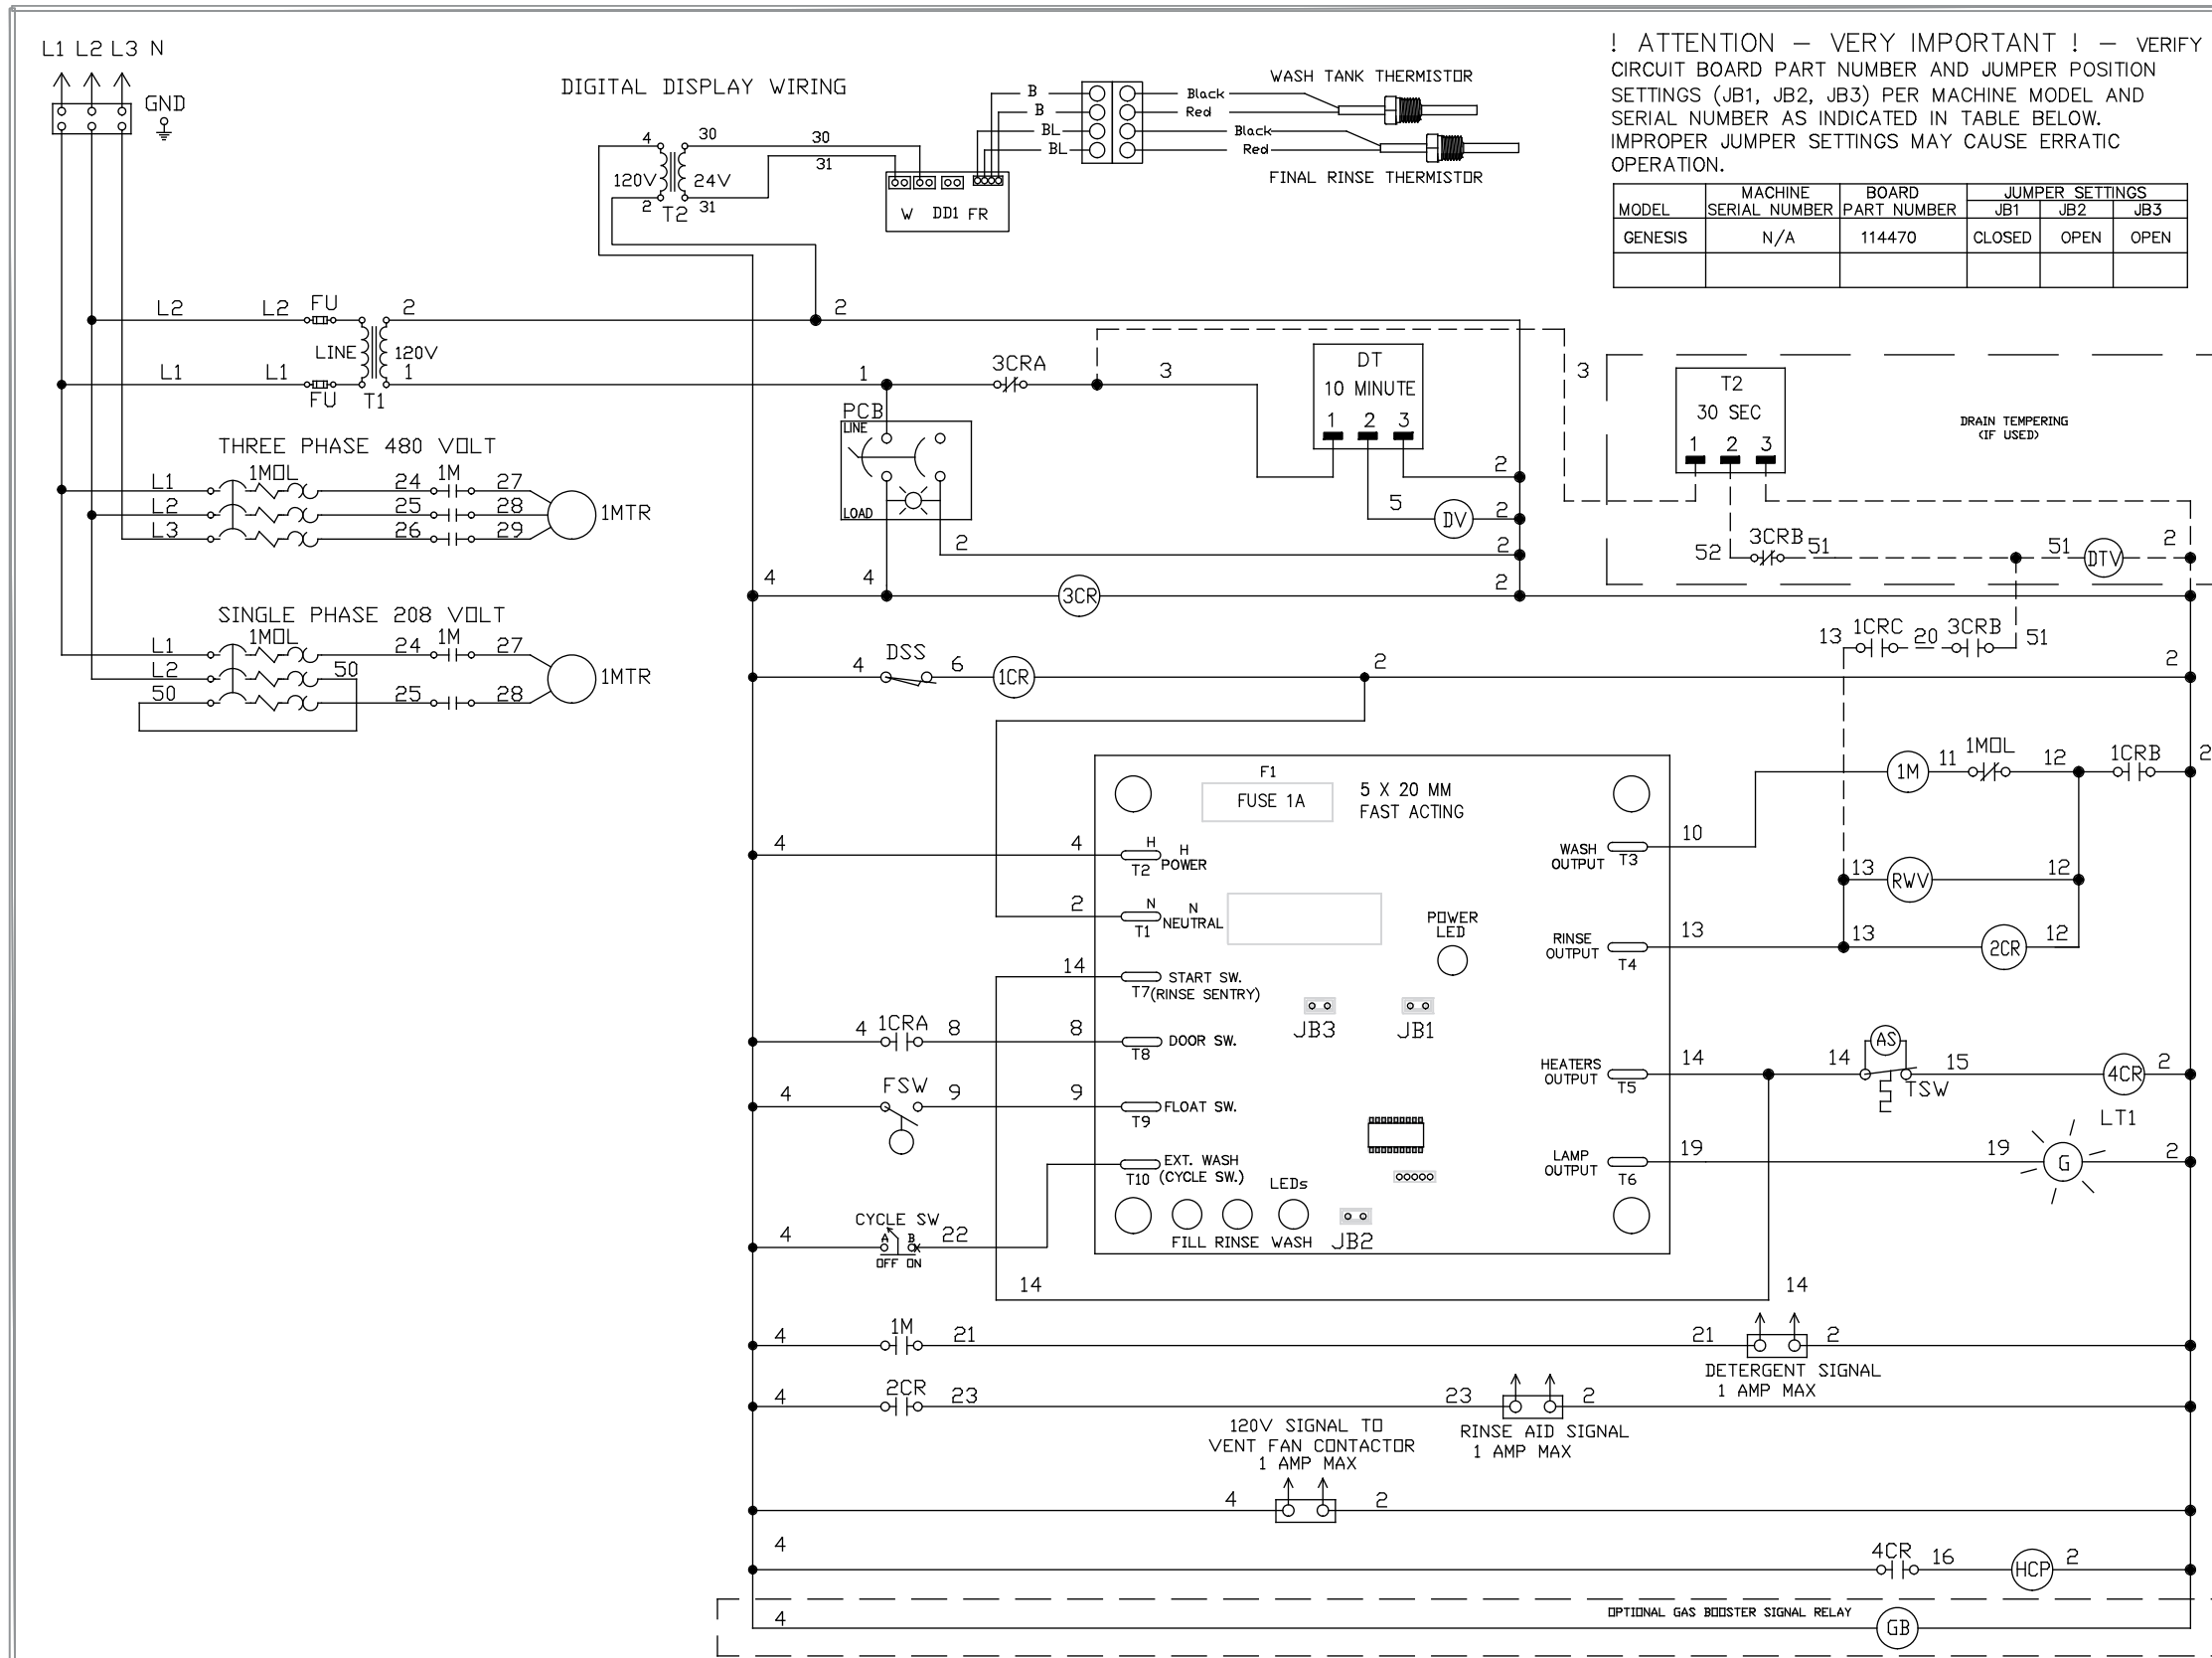 L1 L2 L3 N
GND
DIGITAL DISPLAY WIRING
4 30
120V 24V
2 31
T2
30
31
W DD1 FR
B
B
BL
BL
Black
Red
Black
Red
WASH TANK THERMISTOR
FINAL RINSE THERMISTOR
! ATTENTION – VERY IMPORTANT ! – VERIFY
CIRCUIT BOARD PART NUMBER AND JUMPER POSITION
SETTINGS (JB1, JB2, JB3) PER MACHINE MODEL AND
SERIAL NUMBER AS INDICATED IN TABLE BELOW.
IMPROPER JUMPER SETTINGS MAY CAUSE ERRATIC
OPERATION.
MODEL MACHINE SERIAL NUMBER BOARD PART NUMBER JUMPER SETTINGS
JB1 JB2 JB3
GENESIS N/A 114470 CLOSED OPEN OPEN
L2 L2 FU 2 2
LINE 120V
L1 L1 FU T1 1
1 3CRA 3 3
PCB
LINE
LOAD
2
DT
10 MINUTE
1 2 3
2
5 DV 2
2
T2
30 SEC
1 2 3
DRAIN TEMPERING
(IF USED)
52 3CRB 51 51 DTV 2
THREE PHASE 480 VOLT
L1 1MOL 24 1M 27
L2 25 28 1MTR
L3 26 29
4 4 3CR 2
SINGLE PHASE 208 VOLT
L1 1MOL 24 1M 27
L2 50 1MTR
50 25 28
13 1CRC 20 3CRB 51
4 DSS 6 1CR 2 2
F1
FUSE 1A
5 X 20 MM
FAST ACTING
11 1MOL 12 1CRB 2
1M
4 4 H H
T2 POWER
WASH
OUTPUT T3
10
13 RWV 12
2 N N
T1 NEUTRAL
POWER
LED
RINSE
OUTPUT T4
13 13 2CR 12
14 START SW.
T7 (RINSE SENTRY)
JB3 JB1
4 1CRA 8 8 DOOR SW.
T8
HEATERS
OUTPUT T5
14 14 AS 15 4CR 2
TSW
4 FSW 9 9 FLOAT SW.
T9
LT1
EXT. WASH
T10 (CYCLE SW.)
LEDs
LAMP
OUTPUT T6
19 19 G 2
4 CYCLE SW 22
A B
OFF ON
FILL RINSE WASH JB2
14 14
4 1M 21 21 2
DETERGENT SIGNAL
1 AMP MAX
4 2CR 23 23 2
RINSE AID SIGNAL
1 AMP MAX
120V SIGNAL TO
VENT FAN CONTACTOR
1 AMP MAX
4 2
4 4CR 16 HCP 2
4 OPTIONAL GAS BOOSTER SIGNAL RELAY
GB